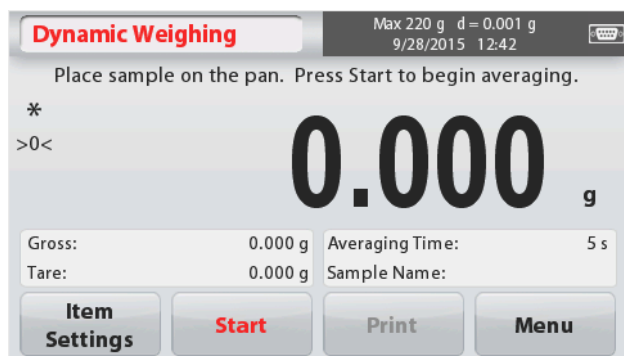 Dynamic Weighing
Max 220 g d = 0.001 g
9/28/2015 12:42
Place sample on the pan. Press Start to begin averaging.
*
>0<
0.000 g
Gross: 0.000 g
Tare: 0.000 g
Averaging Time: 5 s
Sample Name:
Item
Settings
Start
Print
Menu